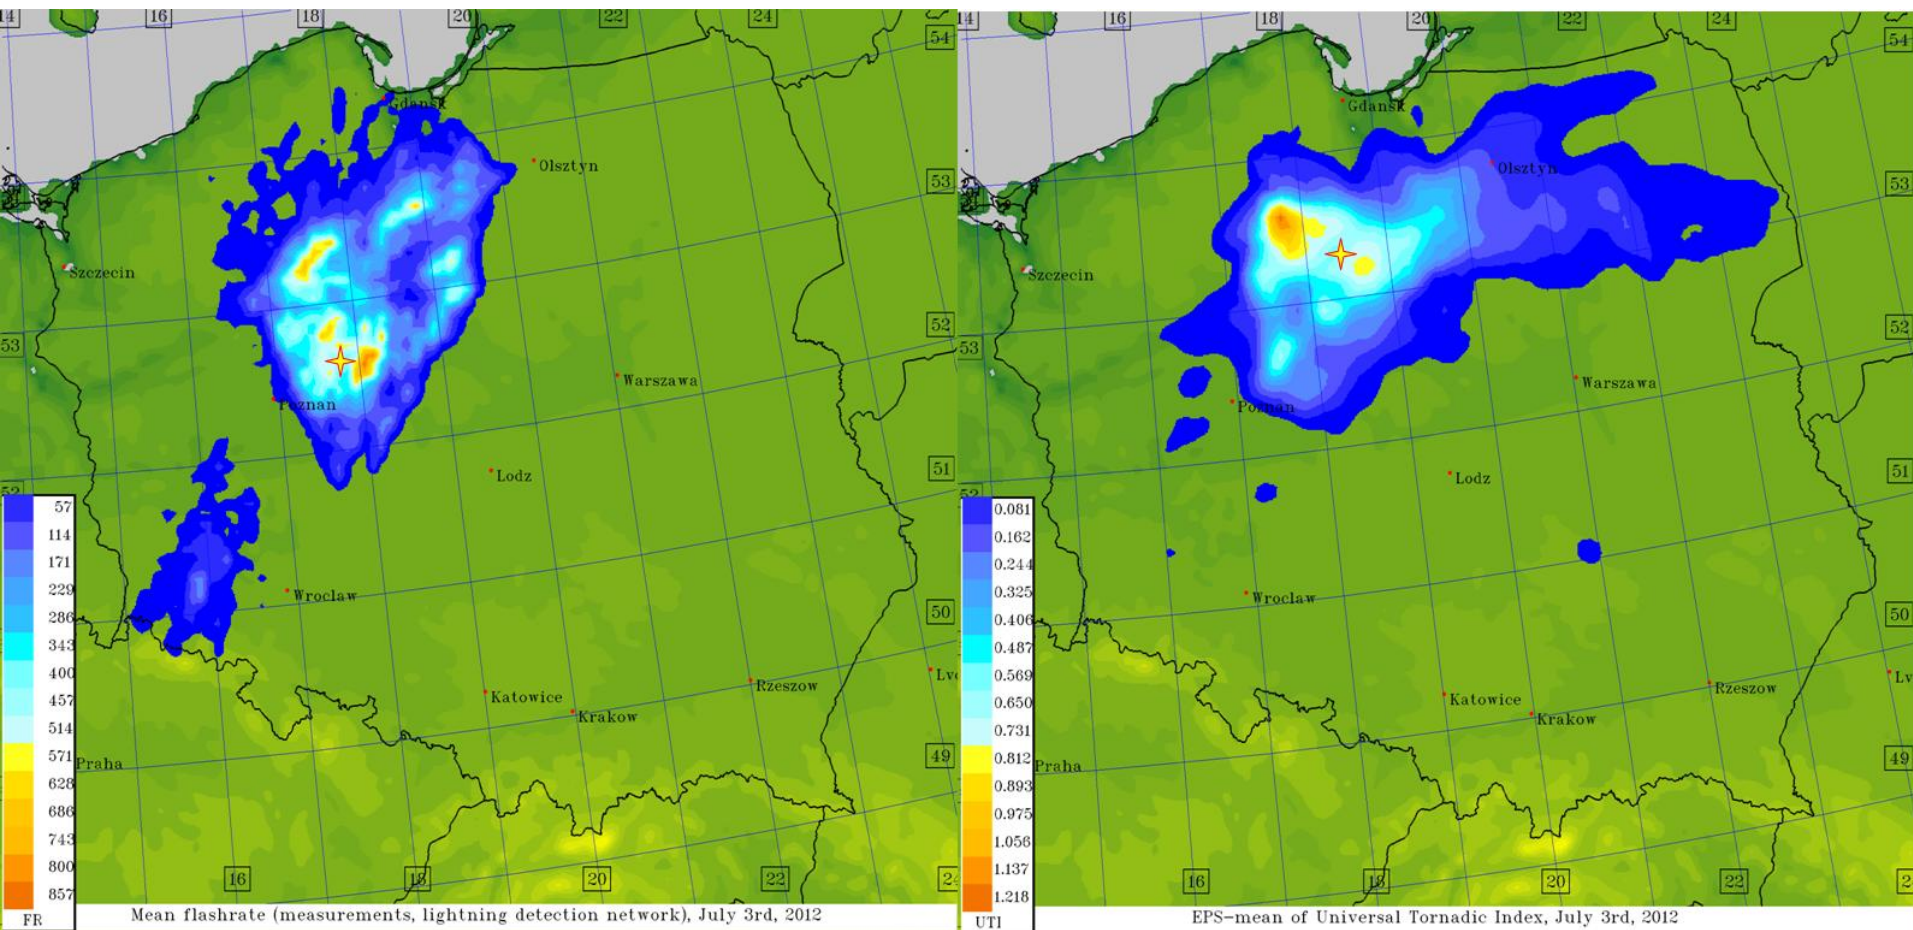 14 16 18 20 22 24
54
Gdansk
Olsztyn
53
Szczecin
52
53
Warszawa
Poznan
Lodz
51
52
57
114
171
229
286
343
400
457
514
571
628
686
743
800
857
FR
Wroclaw
50
Katowice
Rzeszow
Krakow
Praha
49
16 18 20 22 24
Mean flashrate (measurements, lightning detection network), July 3rd, 2012
14 16 18 20 22 24
54
Gdansk
Olsztyn
53
Szczecin
52
53
Warszawa
Poznan
Lodz
51
52
0.081
0.162
0.244
0.325
0.406
0.487
0.569
0.650
0.731
0.812
0.893
0.975
1.056
1.137
1.218
UTI
Wroclaw
50
Katowice
Rzeszow
Krakow
Praha
49
16 18 20 22
EPS-mean of Universal Tornadic Index, July 3rd, 2012